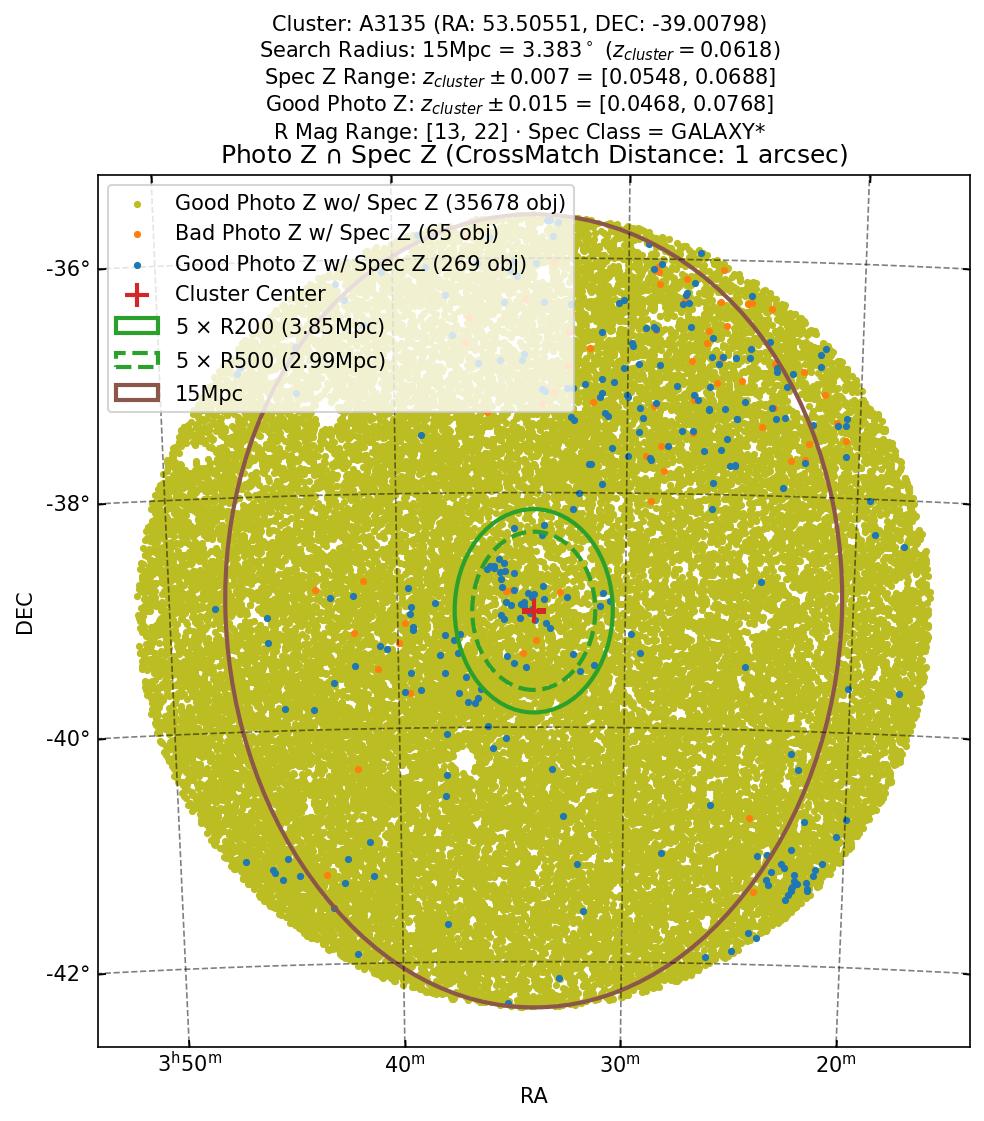 Cluster: A3135 (RA: 53.50551, DEC: -39.00798)
Search Radius: 15Mpc = 3.383° (z_cluster = 0.0618)
Spec Z Range: z_cluster ± 0.007 = [0.0548, 0.0688]
Good Photo Z: z_cluster ± 0.015 = [0.0468, 0.0768]
R Mag Range: [13, 22] · Spec Class = GALAXY*
Photo Z ∩ Spec Z (CrossMatch Distance: 1 arcsec)
Good Photo Z wo/ Spec Z (35678 obj)
Bad Photo Z w/ Spec Z (65 obj)
Good Photo Z w/ Spec Z (269 obj)
Cluster Center
5 × R200 (3.85Mpc)
5 × R500 (2.99Mpc)
15Mpc
-36°
-38°
-40°
-42°
DEC
3ʰ50ᵐ
40ᵐ
30ᵐ
20ᵐ
RA